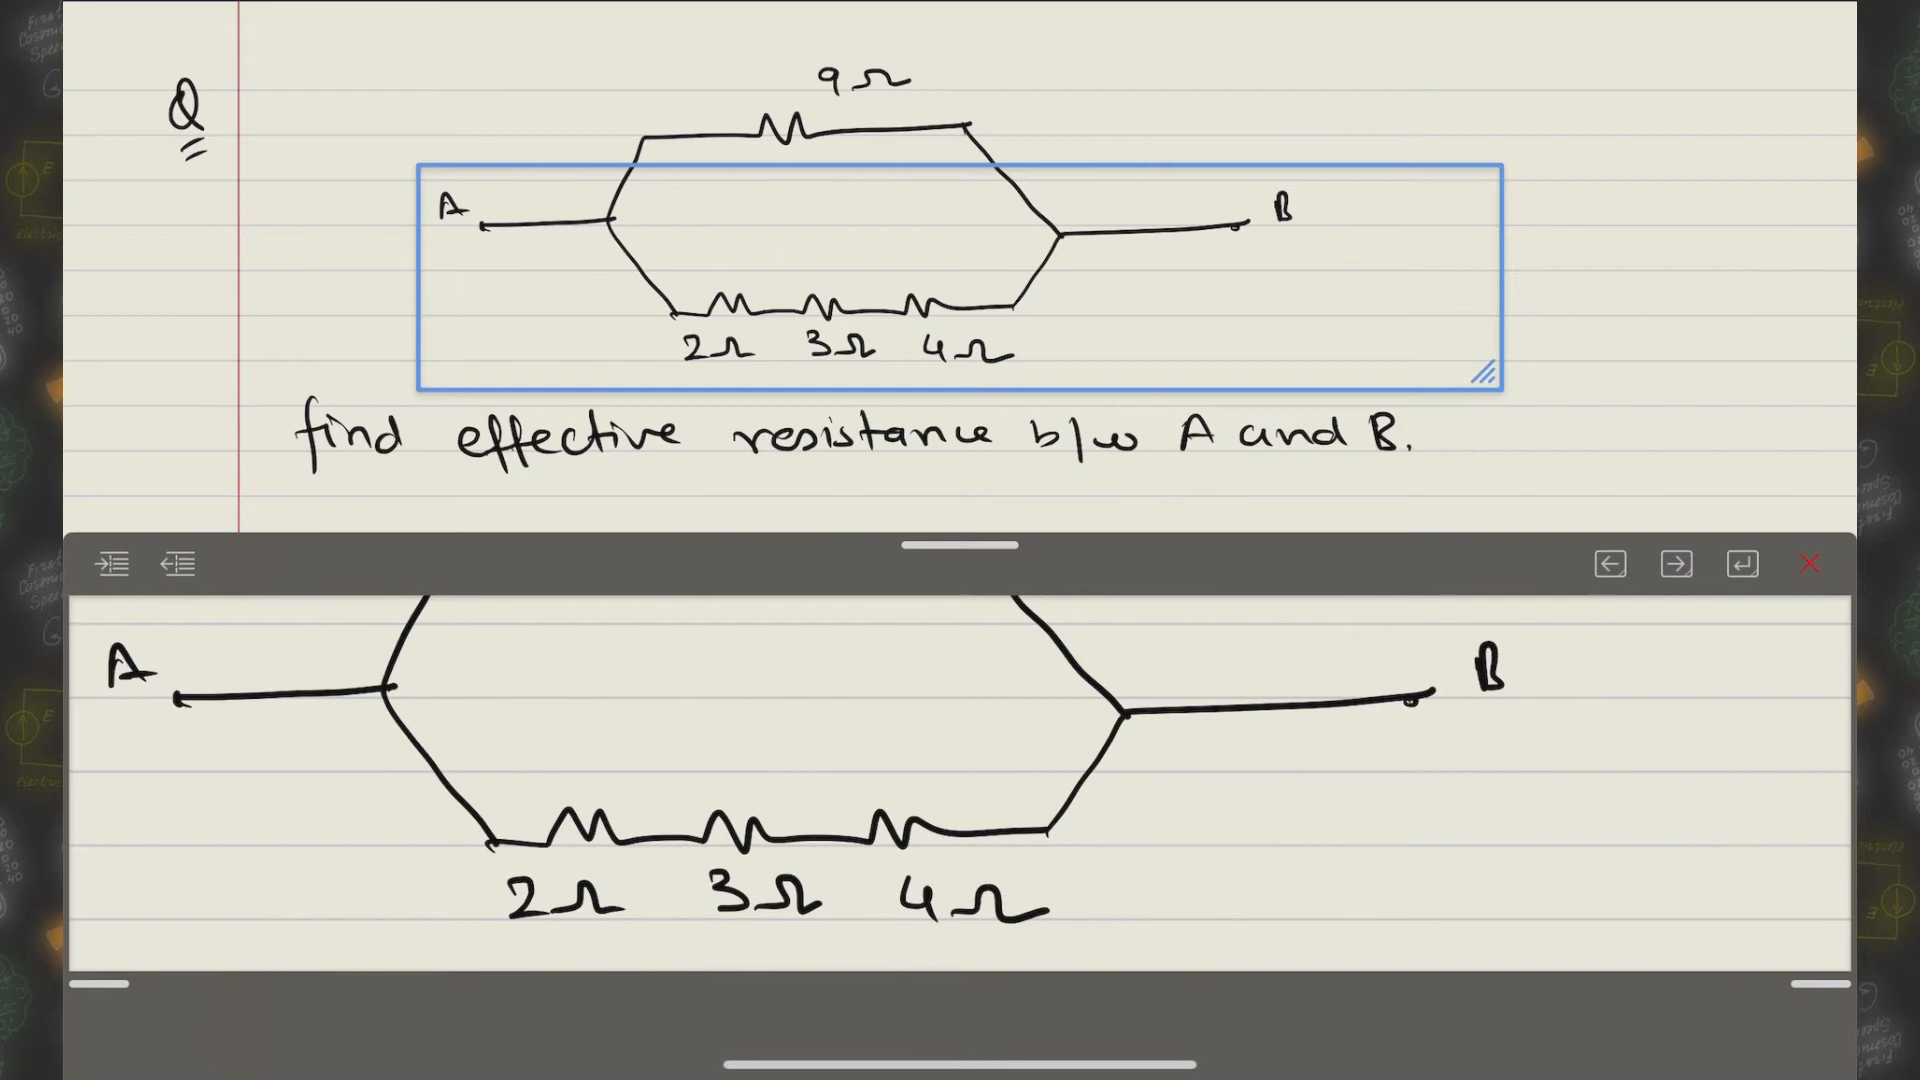 Q
9Ω
A B
2Ω 3Ω 4Ω
find effective resistance b/w A and B.
A B
2Ω 3Ω 4Ω